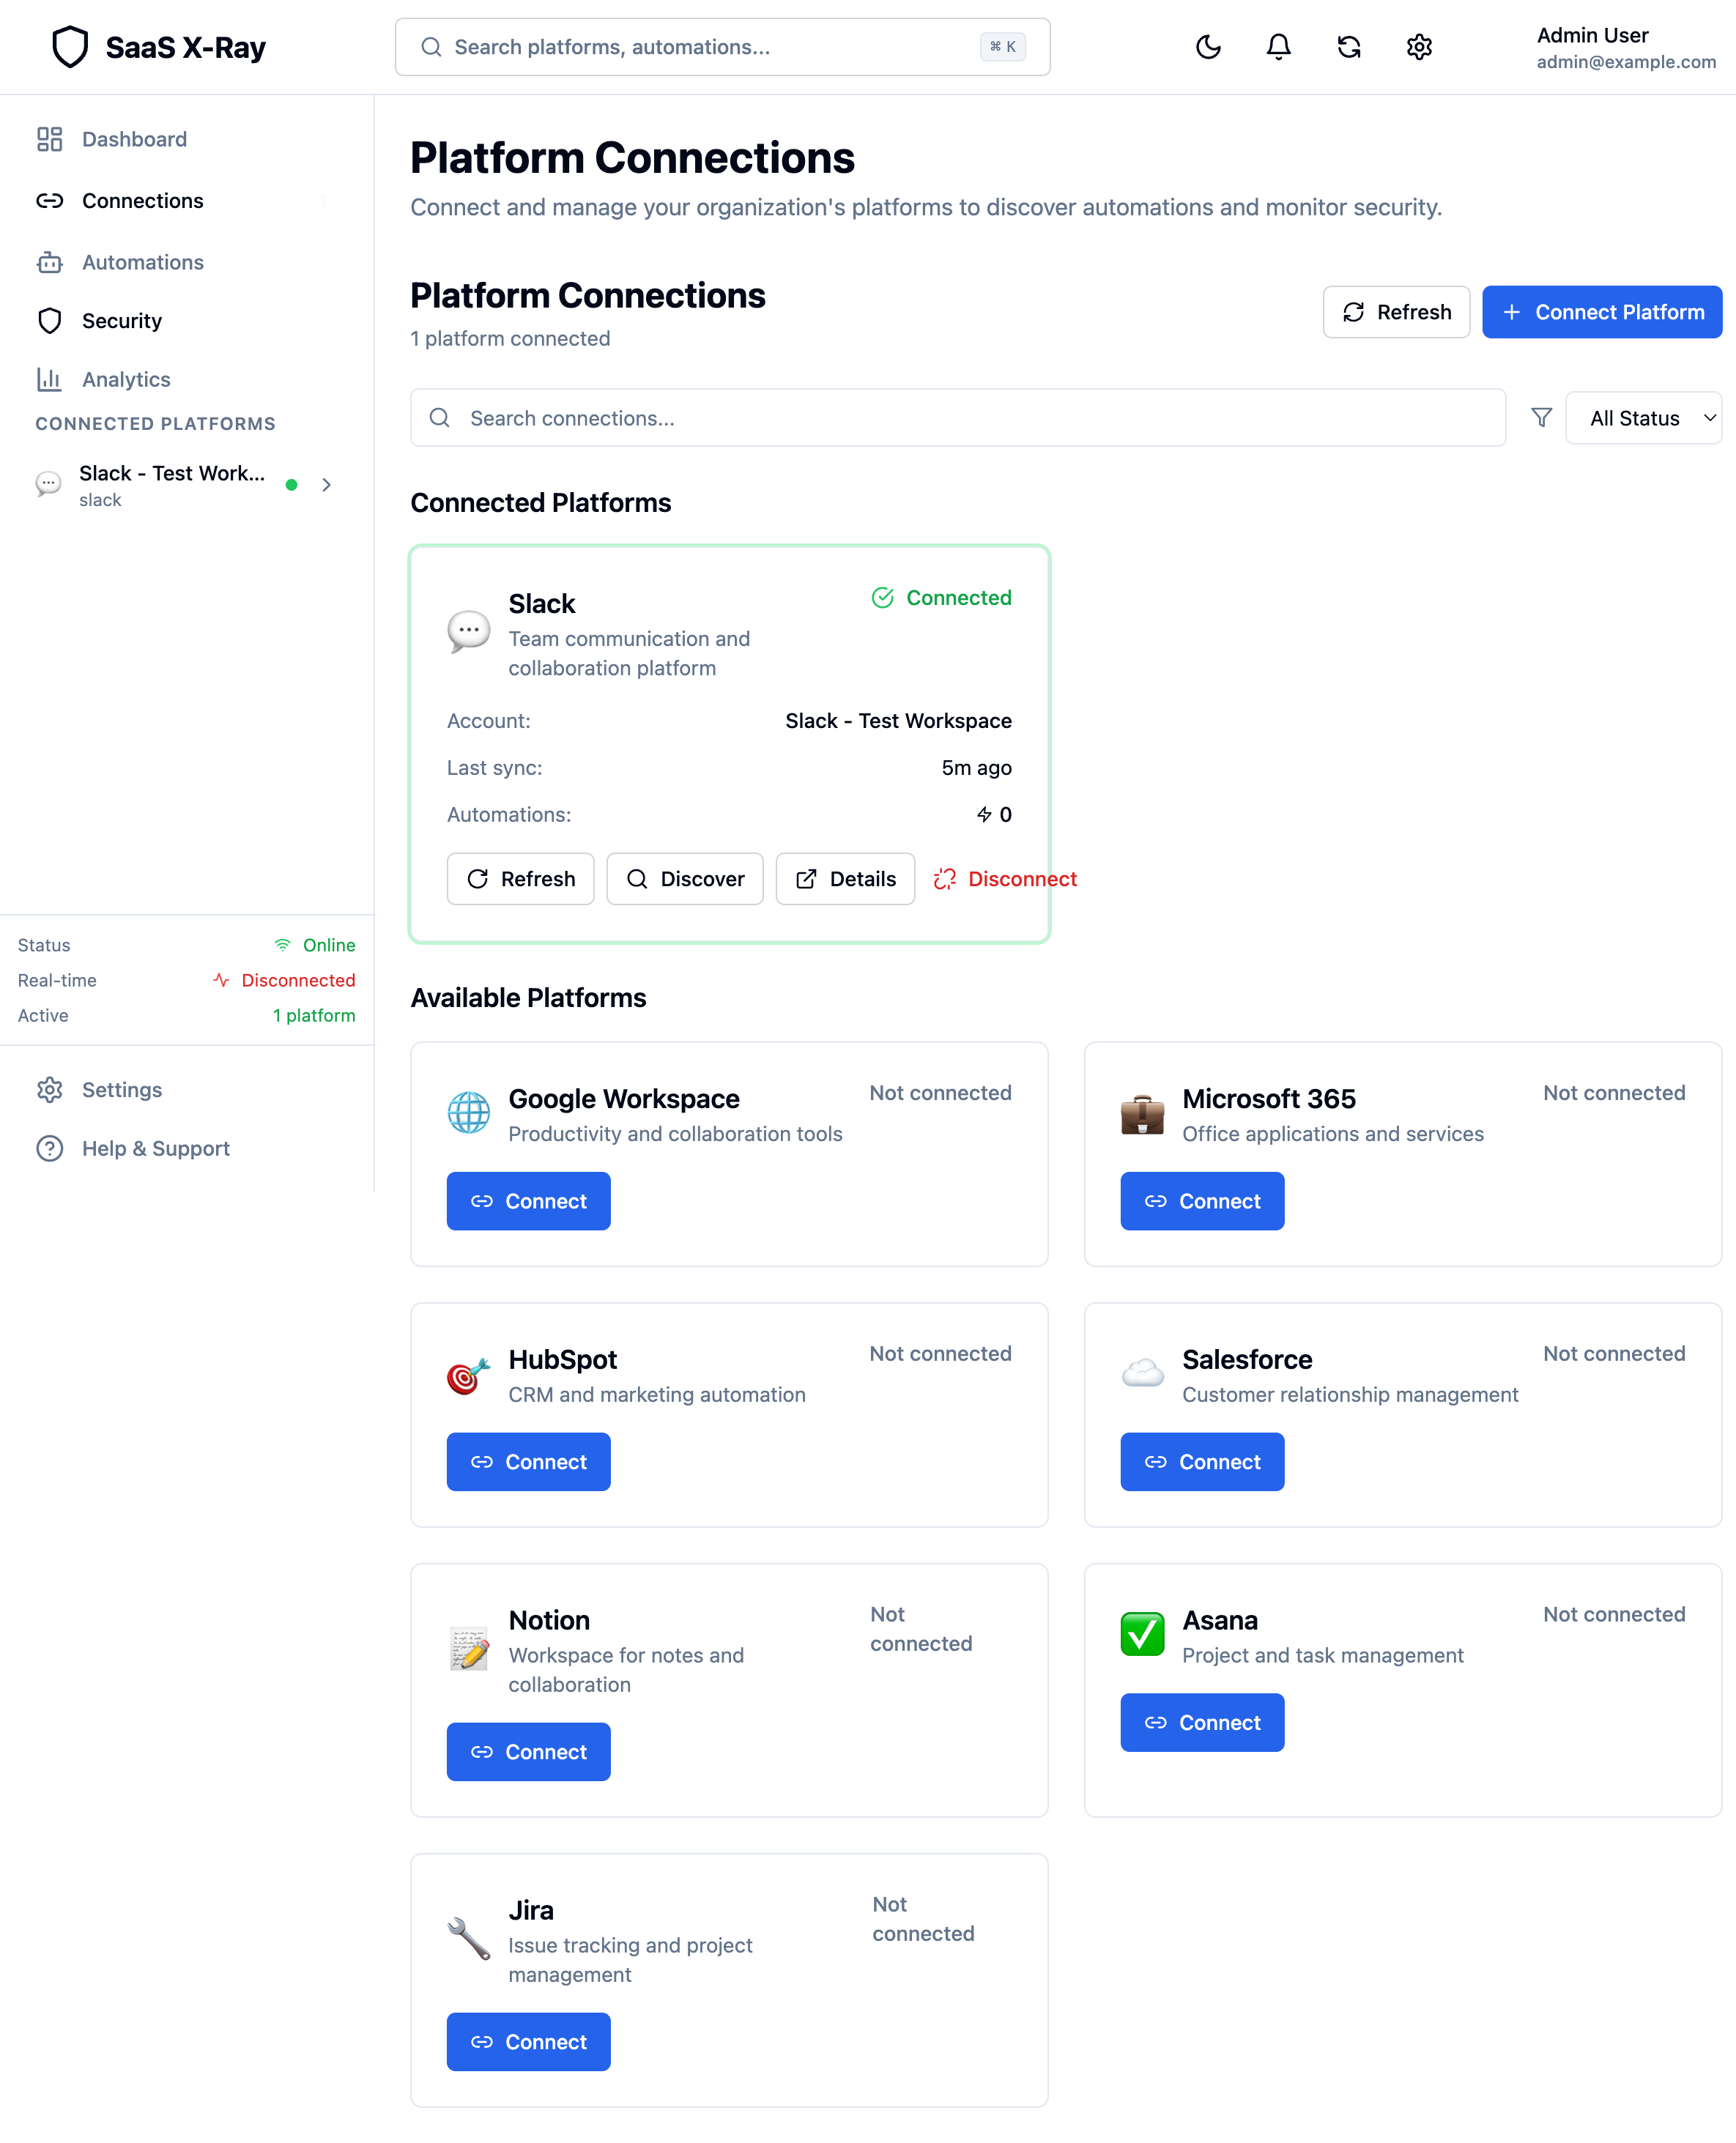 SaaS X-Ray
Search platforms, automations...
⌘ K
Admin User
admin@example.com
Dashboard
Connections
Automations
Security
Analytics
CONNECTED PLATFORMS
Slack - Test Work...
slack
Status
Online
Real-time
Disconnected
Active
1 platform
Settings
Help & Support
Platform Connections
Connect and manage your organization's platforms to discover automations and monitor security.
Platform Connections
1 platform connected
Refresh
Connect Platform
Search connections...
All Status
Connected Platforms
Slack
Connected
Team communication and
collaboration platform
Account:
Slack - Test Workspace
Last sync:
5m ago
Automations:
0
Refresh
Discover
Details
Disconnect
Available Platforms
Google Workspace
Not connected
Productivity and collaboration tools
Connect
Microsoft 365
Not connected
Office applications and services
Connect
HubSpot
Not connected
CRM and marketing automation
Connect
Salesforce
Not connected
Customer relationship management
Connect
Notion
Not
connected
Workspace for notes and
collaboration
Connect
Asana
Not connected
Project and task management
Connect
Jira
Not
connected
Issue tracking and project
management
Connect